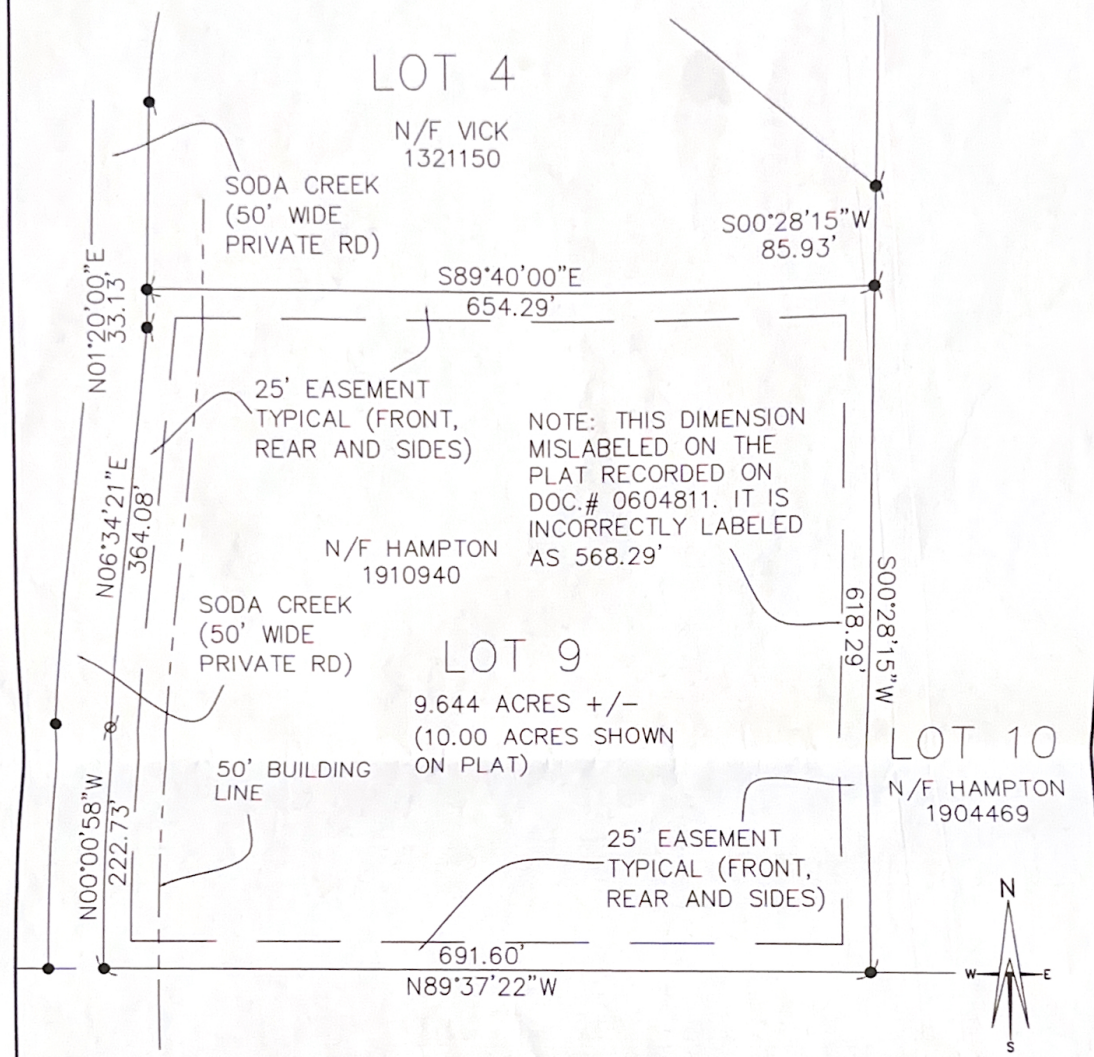 LOT 4
N/F VICK
1321150
SODA CREEK
(50' WIDE
PRIVATE RD)
S00°28'15"W
85.93'
S89°40'00"E
654.29'
N01°20'00"E
33.13'
25' EASEMENT
TYPICAL (FRONT,
REAR AND SIDES)
NOTE: THIS DIMENSION
MISLABELED ON THE
PLAT RECORDED ON
DOC.# 0604811. IT IS
INCORRECTLY LABELED
AS 568.29'
N06°34'21"E
364.08'
N/F HAMPTON
1910940
SODA CREEK
(50' WIDE
PRIVATE RD)
S00°28'15"W
618.29'
LOT 9
9.644 ACRES +/-
(10.00 ACRES SHOWN
ON PLAT)
LOT 10
N/F HAMPTON
1904469
50' BUILDING
LINE
N00°00'58"W
222.73'
25' EASEMENT
TYPICAL (FRONT,
REAR AND SIDES)
691.60'
N89°37'22"W
N
W E
S